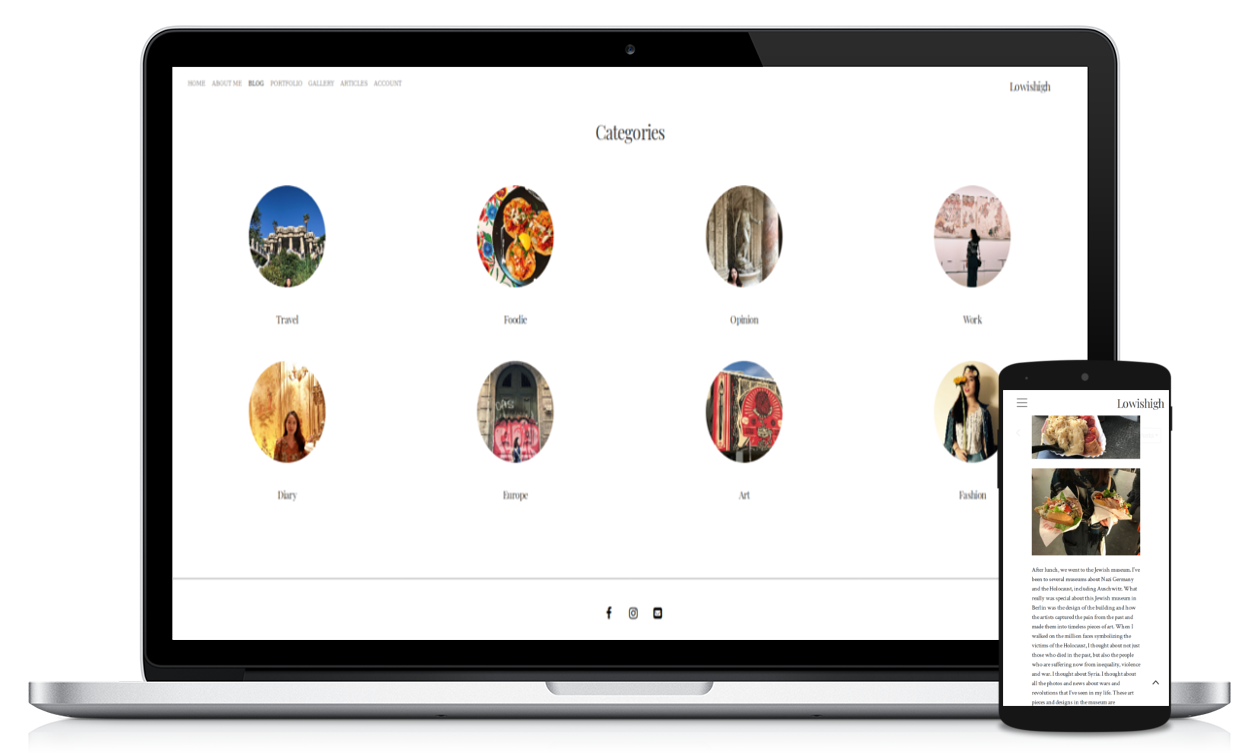 HOME ABOUT ME BLOG PORTFOLIO GALLERY ARTICLES ACCOUNT
Lowishigh
Categories
Travel
Foodie
Opinion
Work
Diary
Europe
Art
Fashion
Lowishigh
After lunch, we went to the Jewish museum. I've
been to several museums about Nazi Germany
and the Holocaust, including Auschwitz. What
really was special about this Jewish museum in
Berlin was the design of the building and how
the artists captured the pain from the past and
made them into timeless pieces of art. When I
walked on the million faces symbolizing the
victims of the Holocaust, I thought about not just
those who died in the past, but also the people
who are suffering now from inequality, violence
and war. I thought about Syria. I thought about
all the photos and news about wars and
revolutions that I've seen in my life. These art
pieces and designs in the museum are